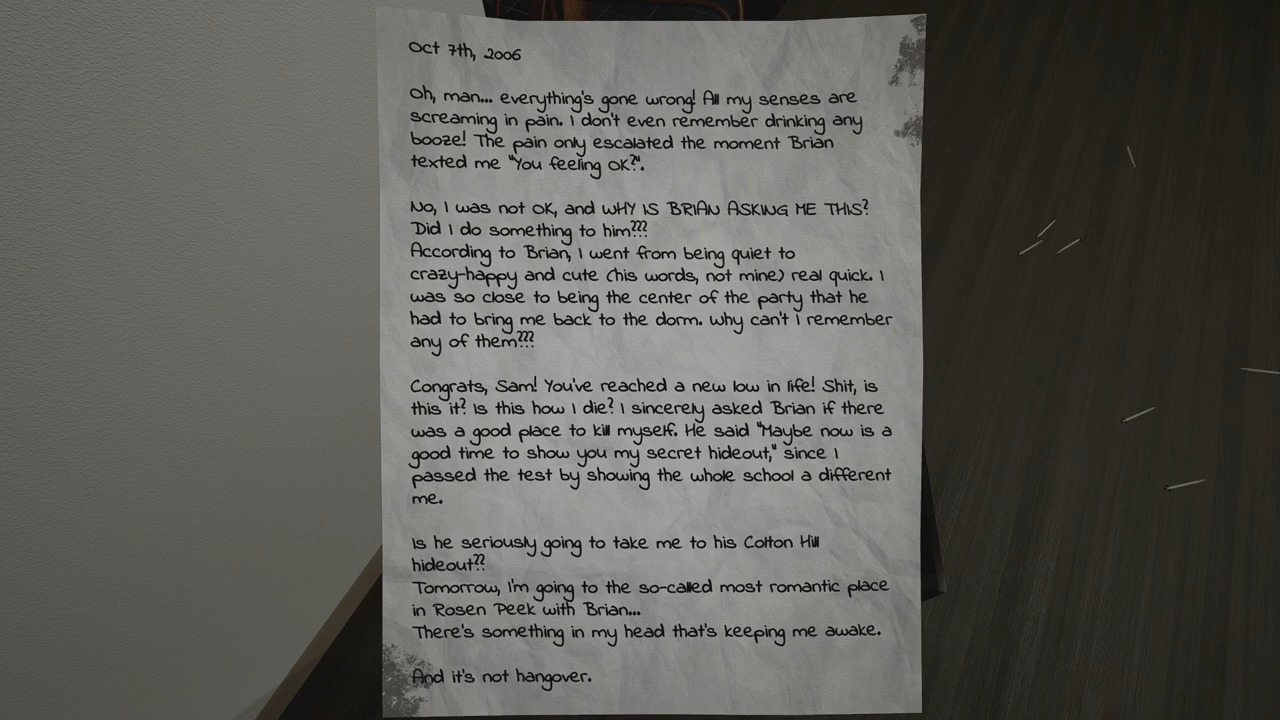 Oct 7th, 2006
Oh, man... everything's gone wrong! All my senses are
screaming in pain. I don't even remember drinking any
booze! The pain only escalated the moment Brian
texted me "You feeling OK?".
No, I was not OK, and WHY IS BRIAN ASKING ME THIS?
Did I do something to him???
According to Brian, I went from being quiet to
crazy-happy and cute (his words, not mine) real quick. I
was so close to being the center of the party that he
had to bring me back to the dorm. Why can't I remember
any of them???
Congrats, Sam! You've reached a new low in life! Shit, is
this it? Is this how I die? I sincerely asked Brian if there
was a good place to kill myself. He said "Maybe now is a
good time to show you my secret hideout," since I
passed the test by showing the whole school a different
me.
Is he seriously going to take me to his Colton Hill
hideout??
Tomorrow, I'm going to the so-called most romantic place
in Rosen Peek with Brian...
There's something in my head that's keeping me awake.
And it's not hangover.